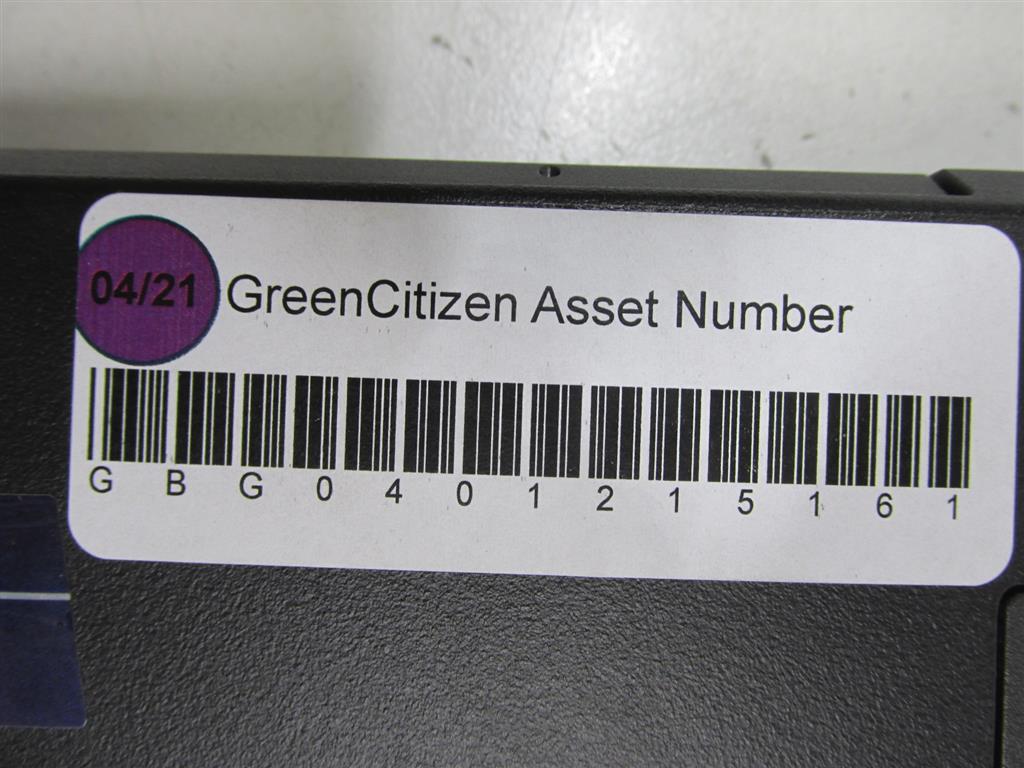 04/21 GreenCitizen Asset Number
G B G 0 4 0 1 2 1 5 1 6 1